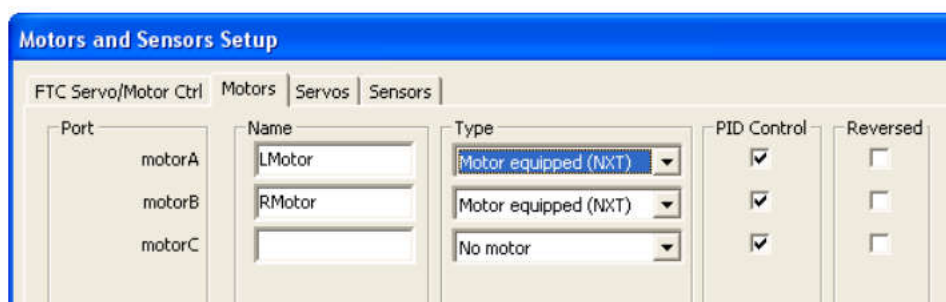 Motors and Sensors Setup
FTC Servo/Motor Ctrl Motors Servos Sensors
Port Name Type PID Control Reversed
motorA LMotor Motor equipped (NXT)
motorB RMotor Motor equipped (NXT)
motorC No motor